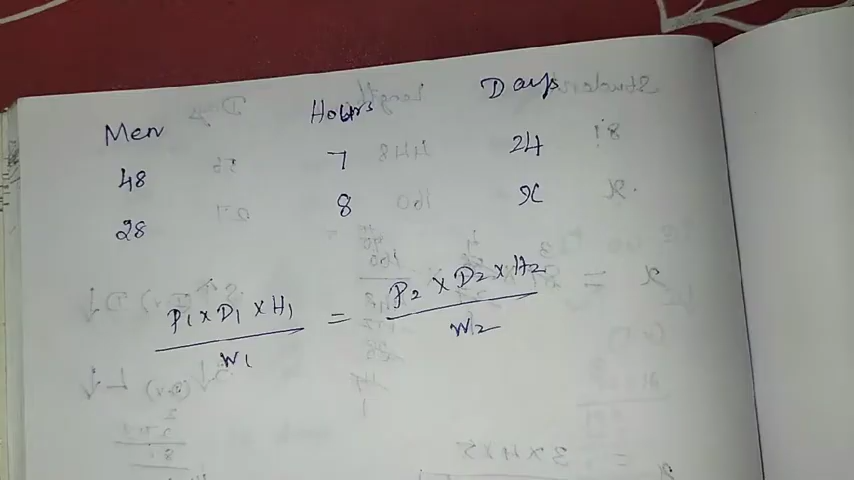 Men Hours Days
48 7 24
28 8 x
P1 x D1 x H1 / W1 = P2 x D2 x H2 / W2